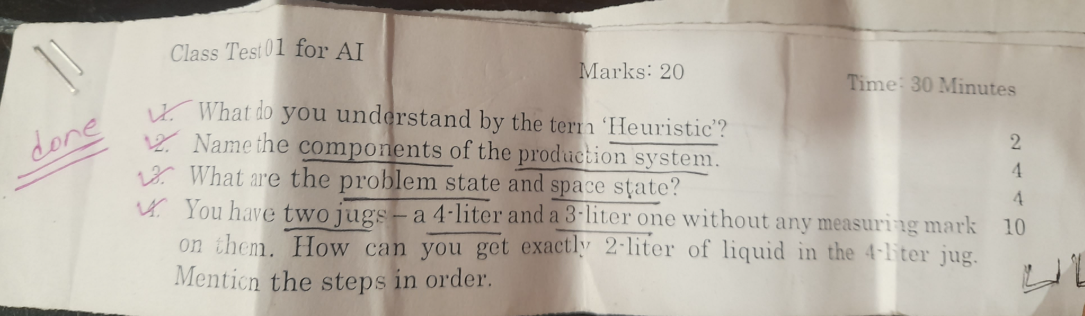 Class Test 01 for AI
Marks: 20
Time: 30 Minutes
done
1. What do you understand by the term 'Heuristic'? 2
2. Name the components of the production system. 4
3. What are the problem state and space state? 4
4. You have two jugs – a 4-liter and a 3-liter one without any measuring mark 10
on them. How can you get exactly 2-liter of liquid in the 4-liter jug.
Mention the steps in order.